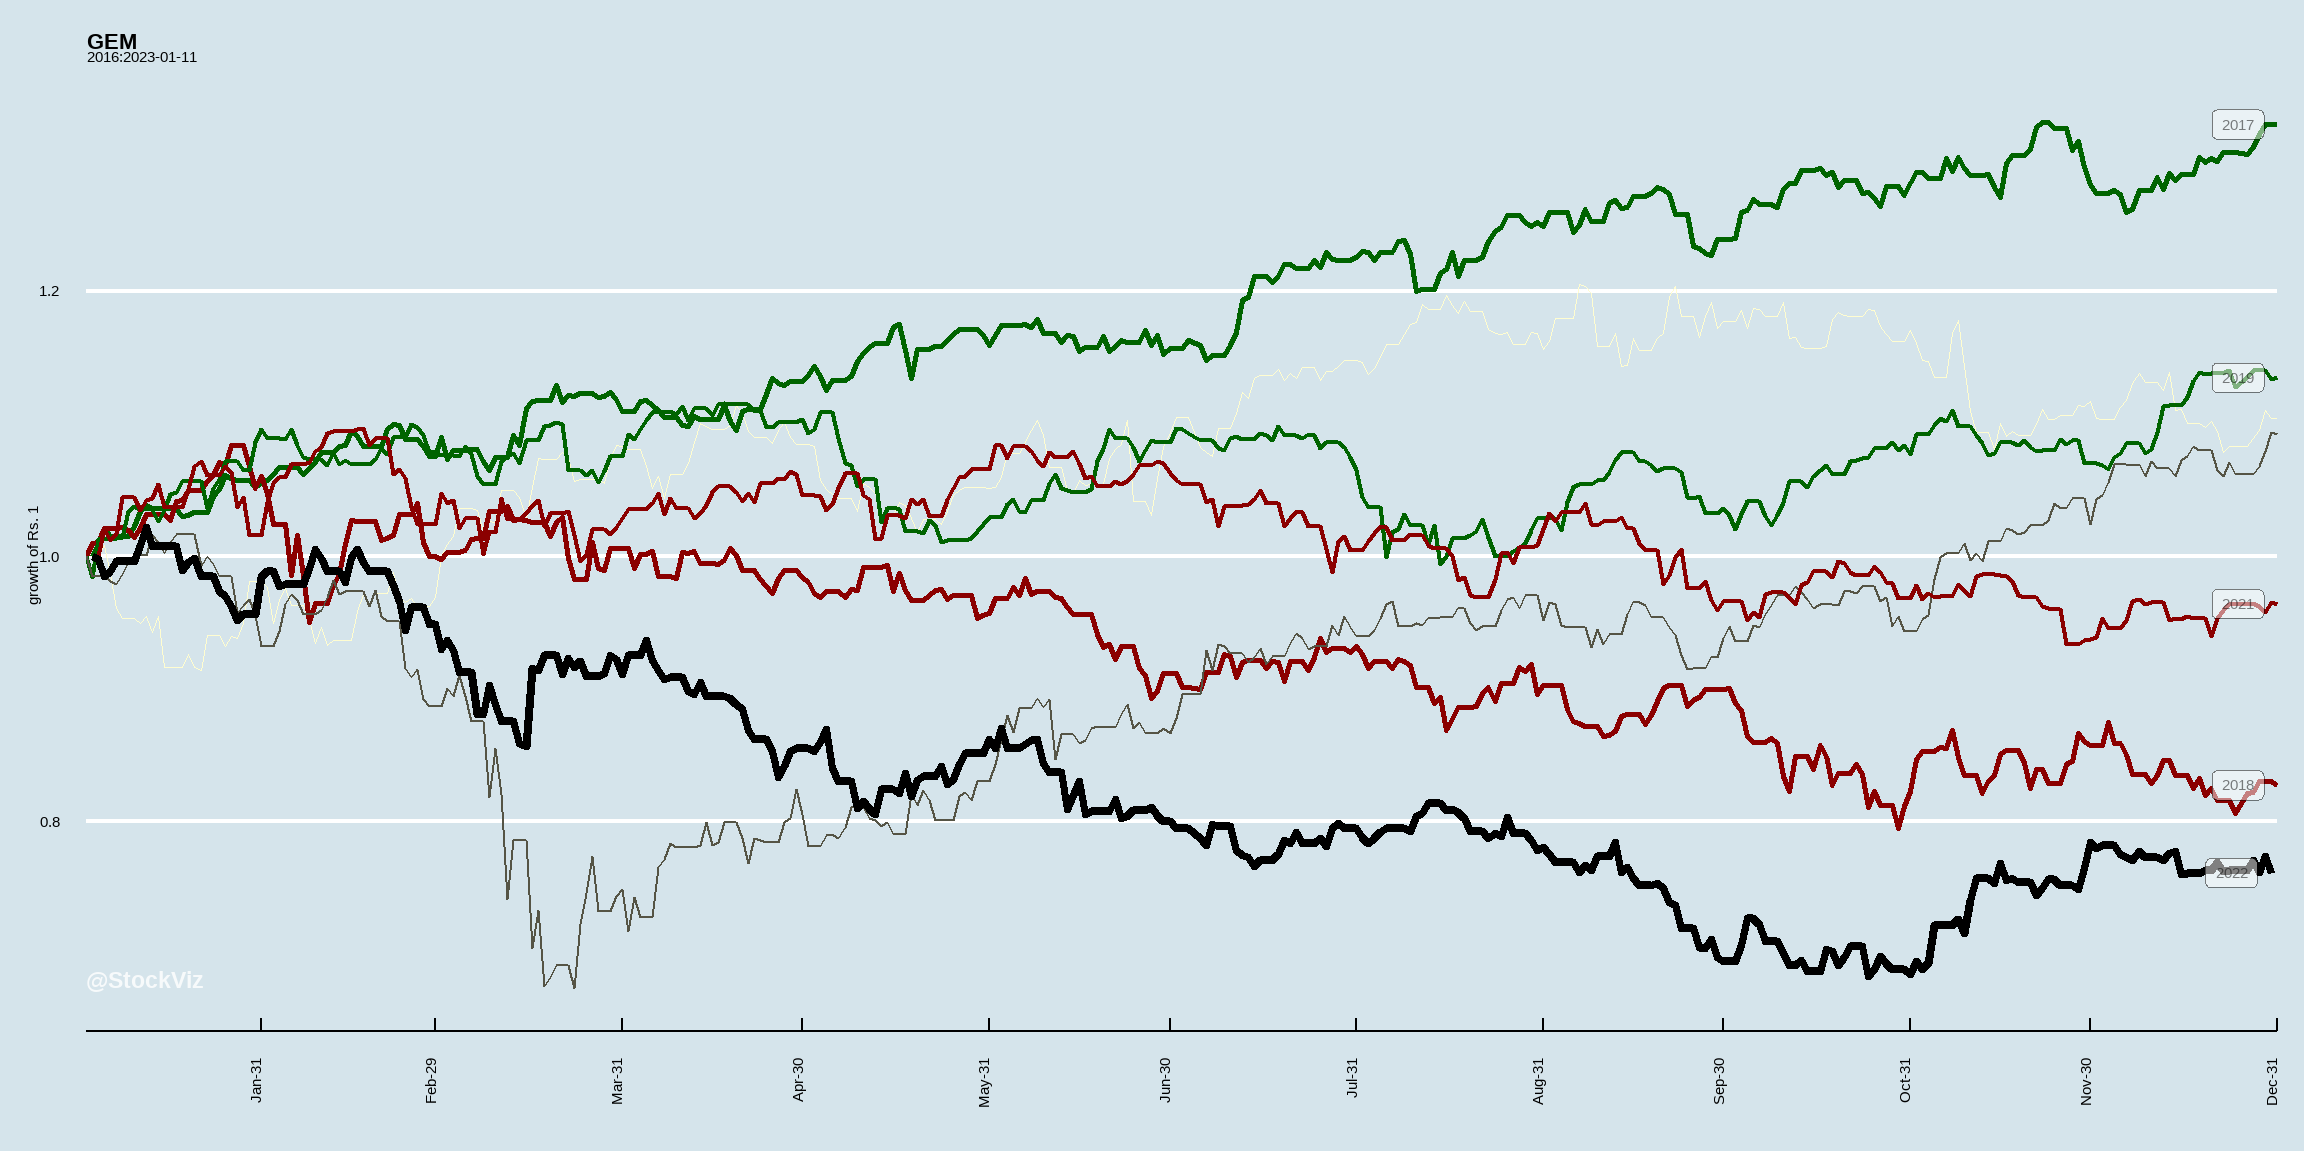 GEM
2016:2023-01-11
2017
1.2
2019
growth of Rs. 1
1.0
2021
2018
0.8
2022
@StockViz
Jan-31
Feb-29
Mar-31
Apr-30
May-31
Jun-30
Jul-31
Aug-31
Sep-30
Oct-31
Nov-30
Dec-31